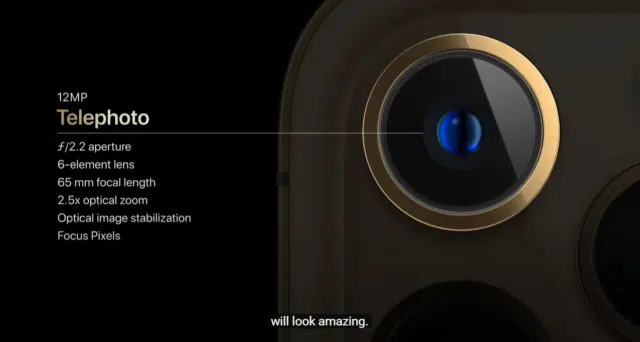 12MP
Telephoto
ƒ/2.2 aperture
6-element lens
65 mm focal length
2.5x optical zoom
Optical image stabilization
Focus Pixels
will look amazing.